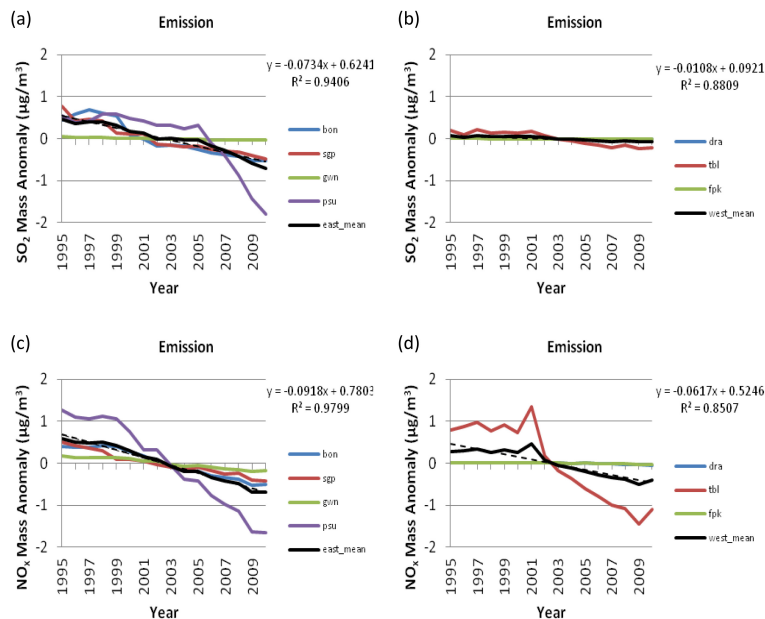 (a)
Emission
SO2 Mass Anomaly (µg/m³)
2
1
0
-1
-2
1995
1997
1999
2001
2003
2005
2007
2009
Year
y = -0.0734x + 0.6241
R² = 0.9406
bon
sgp
gwn
psu
east_mean
(b)
Emission
SO2 Mass Anomaly (µg/m³)
2
1
0
-1
-2
1995
1997
1999
2001
2003
2005
2007
2009
Year
y = -0.0108x + 0.0921
R² = 0.8809
dra
tbl
fpk
west_mean
(c)
Emission
NOx Mass Anomaly (µg/m³)
2
1
0
-1
-2
1995
1997
1999
2001
2003
2005
2007
2009
Year
y = -0.0918x + 0.7803
R² = 0.9799
bon
sgp
gwn
psu
east_mean
(d)
Emission
NOx Mass Anomaly (µg/m³)
2
1
0
-1
-2
1995
1997
1999
2001
2003
2005
2007
2009
Year
y = -0.0617x + 0.5246
R² = 0.8507
dra
tbl
fpk
west_mean